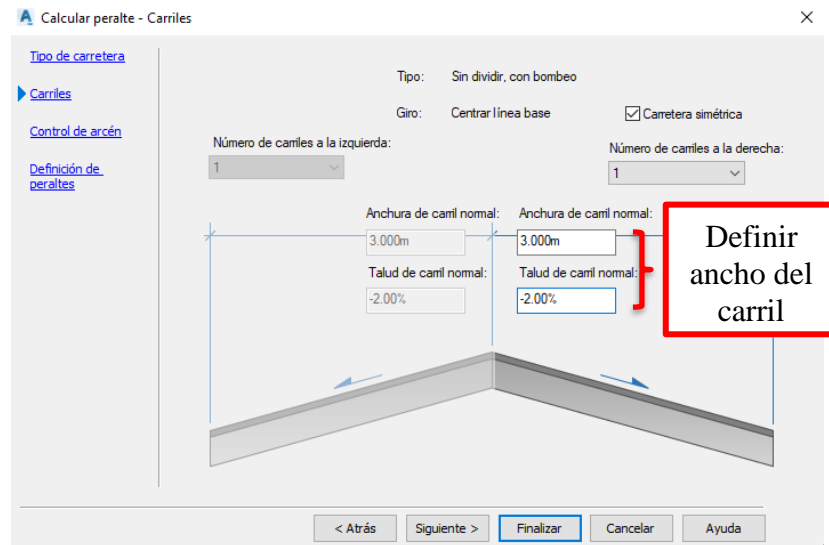 Calcular peralte - Carriles
Tipo de carretera
Carriles
Control de arcén
Definición de
peraltes
Tipo: Sin dividir, con bombeo
Giro: Centrar línea base
Carretera simétrica
Número de carriles a la izquierda:
1
Número de carriles a la derecha:
1
Anchura de carril normal: Anchura de carril normal:
3.000m 3.000m
Talud de carril normal: Talud de carril normal:
-2.00% -2.00%
Definir
ancho del
carril
< Atrás Siguiente > Finalizar Cancelar Ayuda